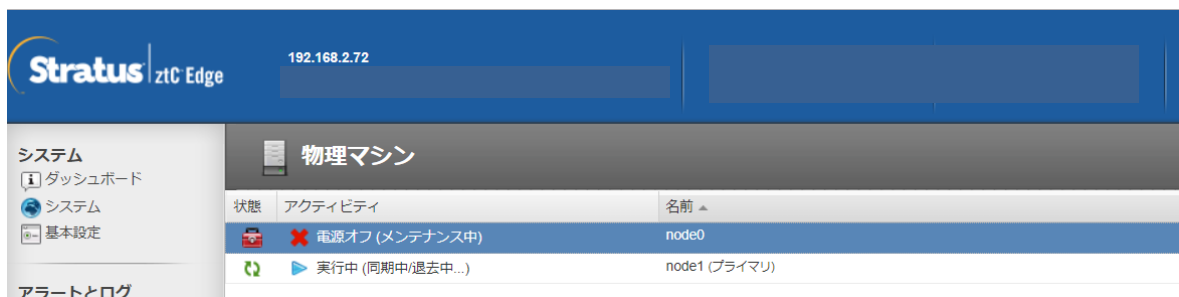 Stratus ztC Edge
192.168.2.72
システム
ダッシュボード
システム
基本設定
アラートとログ
物理マシン
状態 アクティビティ 名前
電源オフ (メンテナンス中) node0
実行中 (同期中/退去中...) node1 (プライマリ)